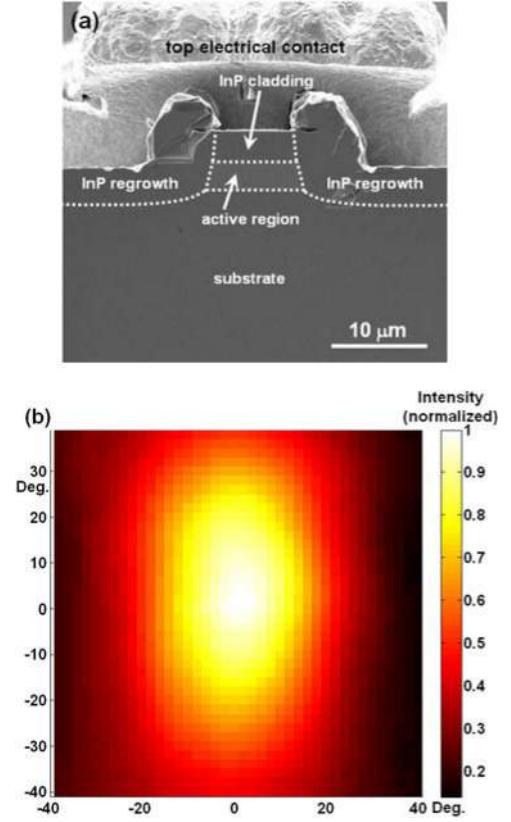 (a)
top electrical contact
InP cladding
InP regrowth
InP regrowth
active region
substrate
10 μm
(b)
Intensity
(normalized)
30
Deg.
20
10
0
-10
-20
-30
-40
-40
-20
0
20
40 Deg.
1
0.9
0.8
0.7
0.6
0.5
0.4
0.3
0.2